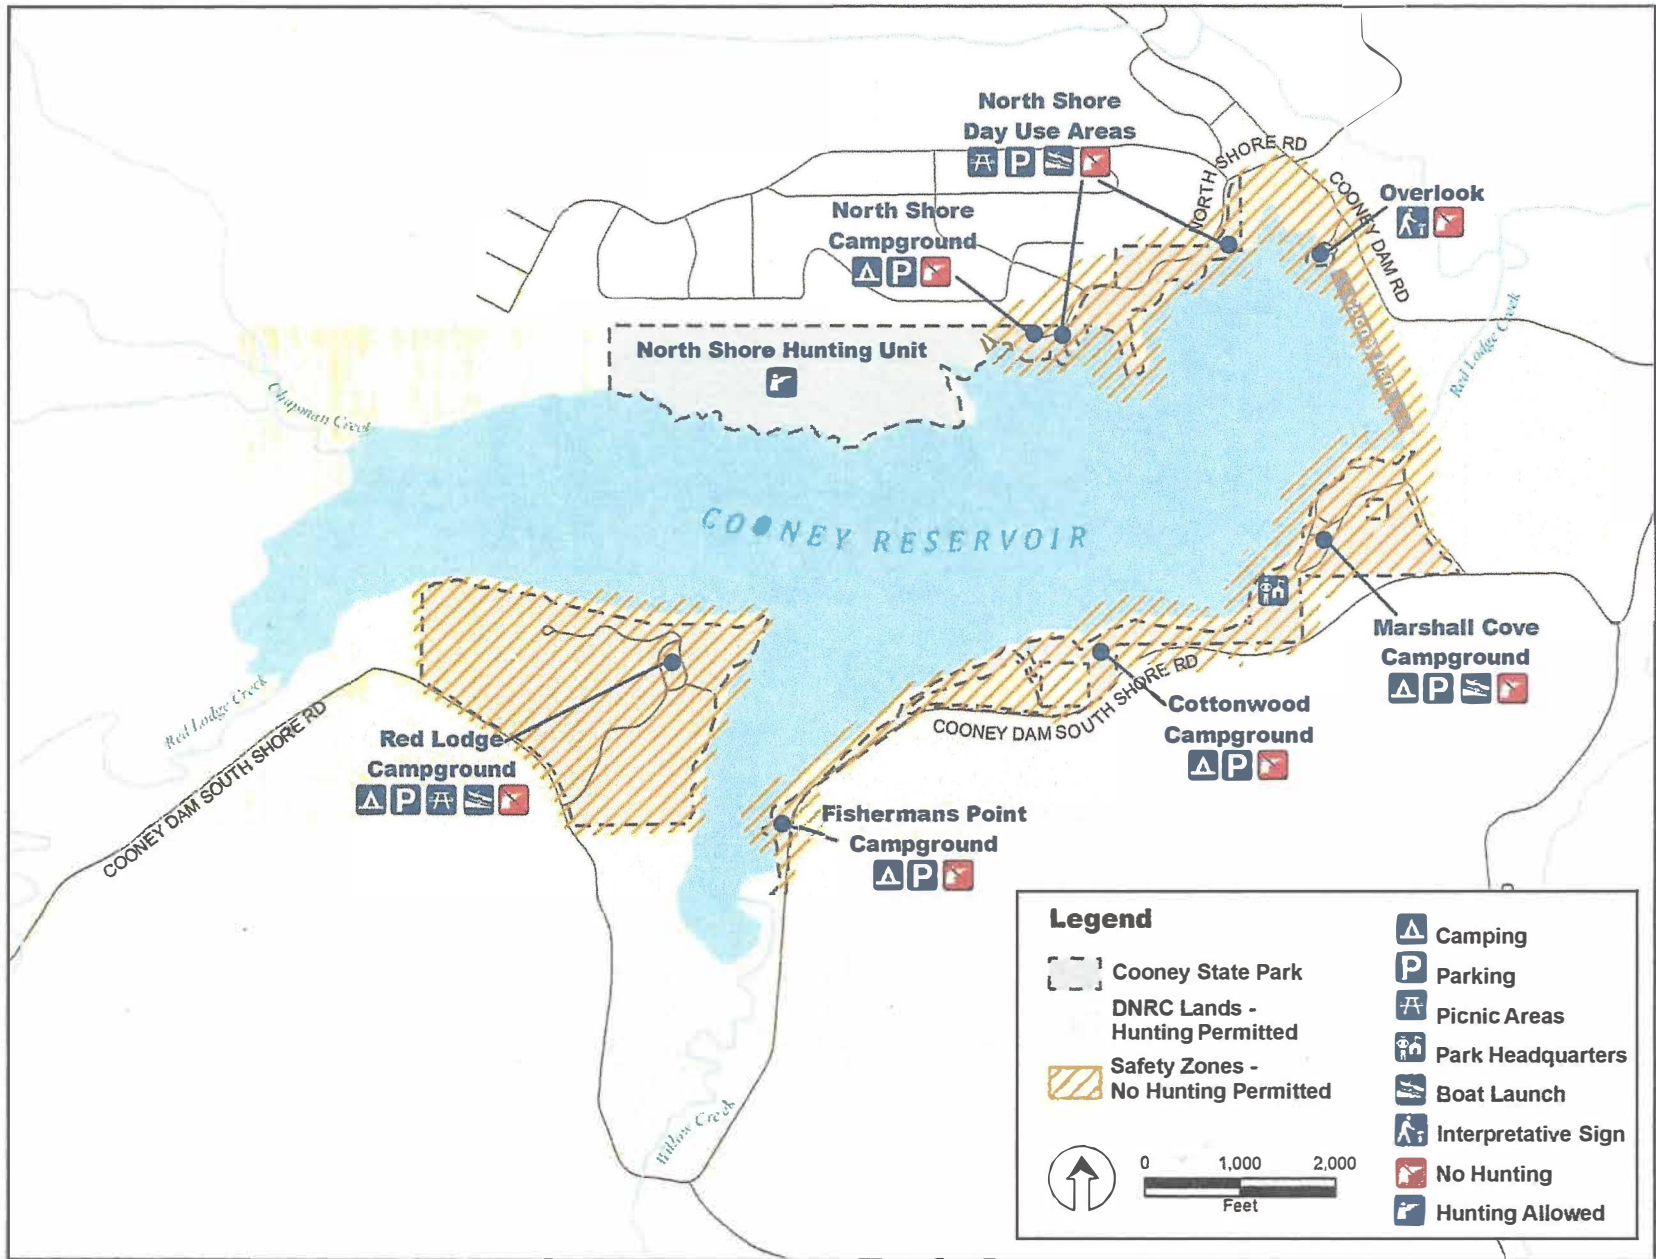 North Shore
Day Use Areas
P
NORTH SHORE RD
COONEY DAM RD
Overlook
North Shore
Campground
P
Red Lodge Creek
North Shore Hunting Unit
Chapman Creek
COONEY RESERVOIR
Marshall Cove
Campground
P
Red Lodge Creek
COONEY DAM SOUTH SHORE RD
Red Lodge
Campground
P
COONEY DAM SOUTH SHORE RD
Cottonwood
Campground
P
Fishermans Point
Campground
P
Willow Creek
Legend
Cooney State Park
DNRC Lands -
Hunting Permitted
Safety Zones -
No Hunting Permitted
0 1,000 2,000
Feet
Camping
P Parking
Picnic Areas
Park Headquarters
Boat Launch
Interpretative Sign
No Hunting
Hunting Allowed